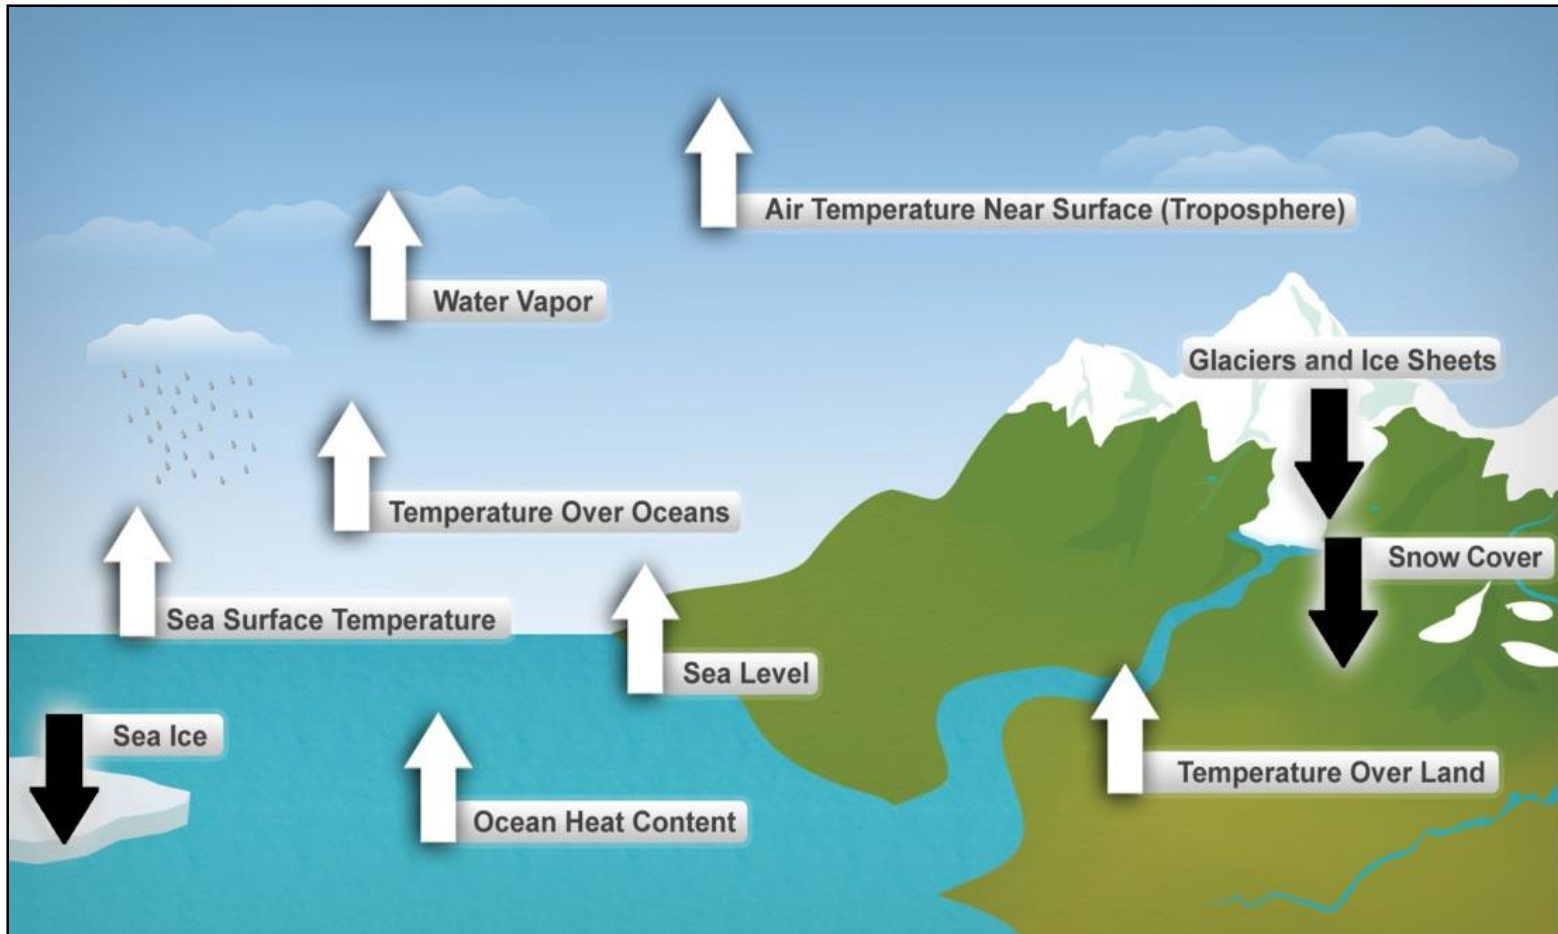 Air Temperature Near Surface (Troposphere)
Water Vapor
Glaciers and Ice Sheets
Temperature Over Oceans
Snow Cover
Sea Surface Temperature
Sea Level
Sea Ice
Temperature Over Land
Ocean Heat Content